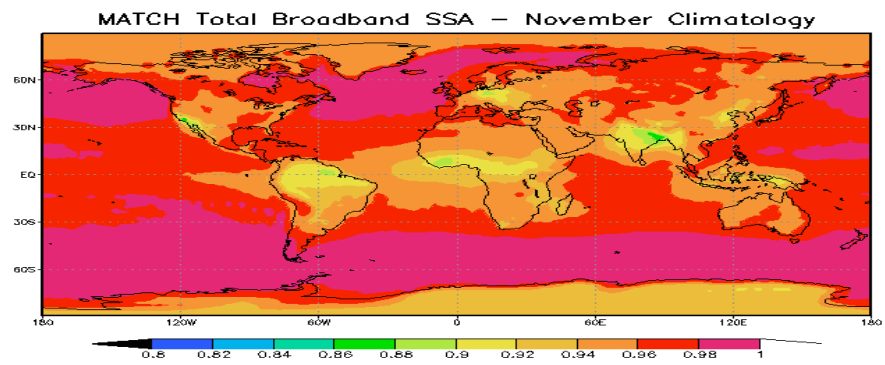 MATCH Total Broadband SSA – November Climatology
60N
30N
EQ
30S
60S
180 120W 60W 0 60E 120E 180
0.8 0.82 0.84 0.86 0.88 0.9 0.92 0.94 0.96 0.98 1